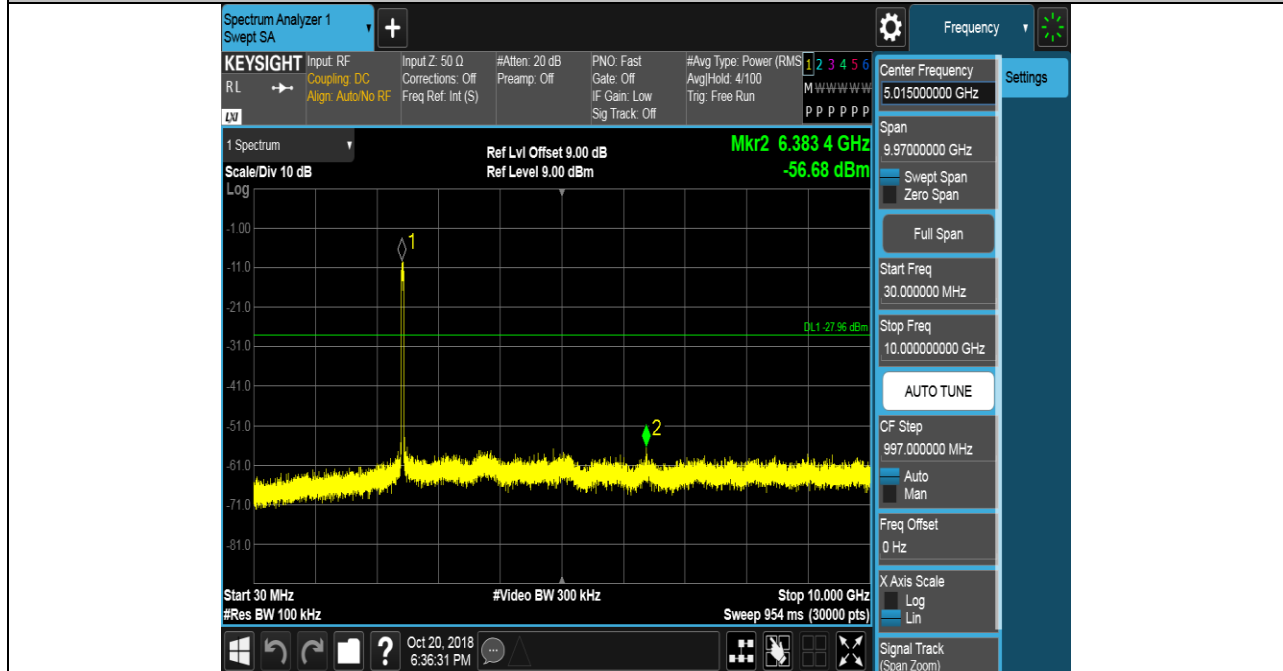 Spectrum Analyzer 1
Swept SA
Frequency
KEYSIGHT
RL
LXI
Input: RF
Coupling: DC
Align: Auto/No RF
Input Z: 50 Ω
Corrections: Off
Freq Ref: Int (S)
#Atten: 20 dB
Preamp: Off
PNO: Fast
Gate: Off
IF Gain: Low
Sig Track: Off
#Avg Type: Power (RMS
Avg|Hold: 4/100
Trig: Free Run
1 2 3 4 5 6
M W W W W W
P P P P P P
1 Spectrum
Scale/Div 10 dB
Log
Ref Lvl Offset 9.00 dB
Ref Level 9.00 dBm
Mkr2 6.383 4 GHz
-56.68 dBm
-1.00
-11.0
-21.0
-31.0
-41.0
-51.0
-61.0
-71.0
-81.0
1
DL1 -27.96 dBm
2
Start 30 MHz
#Res BW 100 kHz
#Video BW 300 kHz
Stop 10.000 GHz
Sweep 954 ms (30000 pts)
Oct 20, 2018
6:36:31 PM
Center Frequency
5.015000000 GHz
Span
9.97000000 GHz
Swept Span
Zero Span
Full Span
Start Freq
30.000000 MHz
Stop Freq
10.000000000 GHz
AUTO TUNE
CF Step
997.000000 MHz
Auto
Man
Freq Offset
0 Hz
X Axis Scale
Log
Lin
Signal Track
(Span Zoom)
Settings